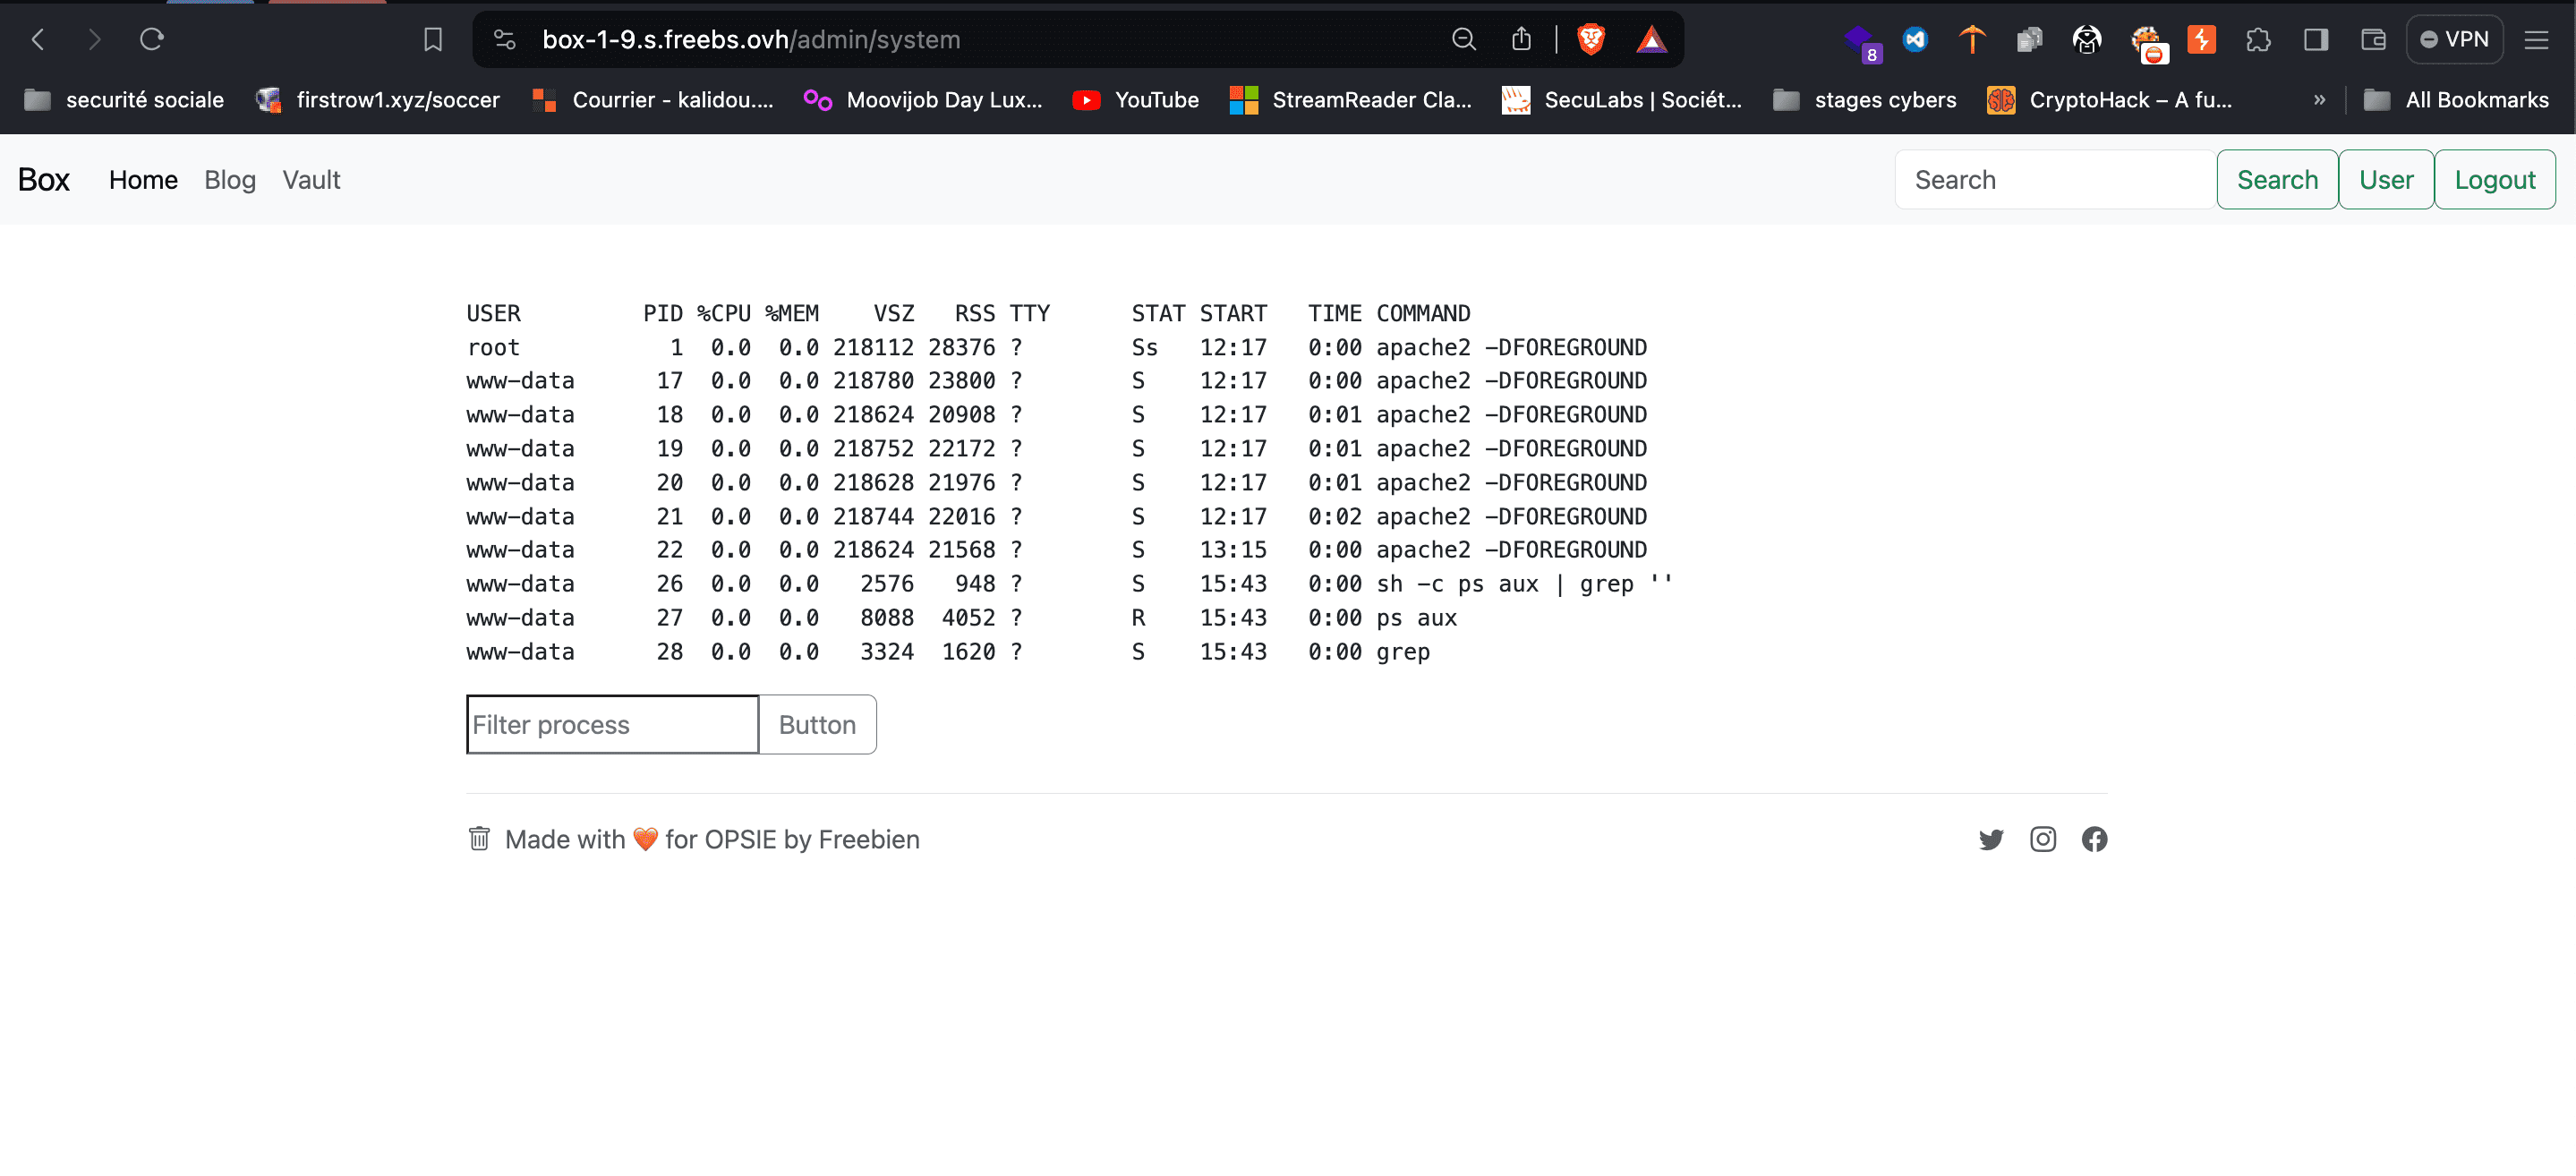 box-1-9.s.freebs.ovh/admin/system
8
VPN
securité sociale firstrow1.xyz/soccer Courrier - kalidou.... Moovijob Day Lux... YouTube StreamReader Cla... SecuLabs | Sociét... stages cybers CryptoHack – A fu... » All Bookmarks
Box Home Blog Vault Search Search User Logout
USER PID %CPU %MEM VSZ RSS TTY STAT START TIME COMMAND
root 1 0.0 0.0 218112 28376 ? Ss 12:17 0:00 apache2 -DFOREGROUND
www-data 17 0.0 0.0 218780 23800 ? S 12:17 0:00 apache2 -DFOREGROUND
www-data 18 0.0 0.0 218624 20908 ? S 12:17 0:01 apache2 -DFOREGROUND
www-data 19 0.0 0.0 218752 22172 ? S 12:17 0:01 apache2 -DFOREGROUND
www-data 20 0.0 0.0 218628 21976 ? S 12:17 0:01 apache2 -DFOREGROUND
www-data 21 0.0 0.0 218744 22016 ? S 12:17 0:02 apache2 -DFOREGROUND
www-data 22 0.0 0.0 218624 21568 ? S 13:15 0:00 apache2 -DFOREGROUND
www-data 26 0.0 0.0 2576 948 ? S 15:43 0:00 sh -c ps aux | grep ''
www-data 27 0.0 0.0 8088 4052 ? R 15:43 0:00 ps aux
www-data 28 0.0 0.0 3324 1620 ? S 15:43 0:00 grep
Filter process Button
Made with ❤️ for OPSIE by Freebien